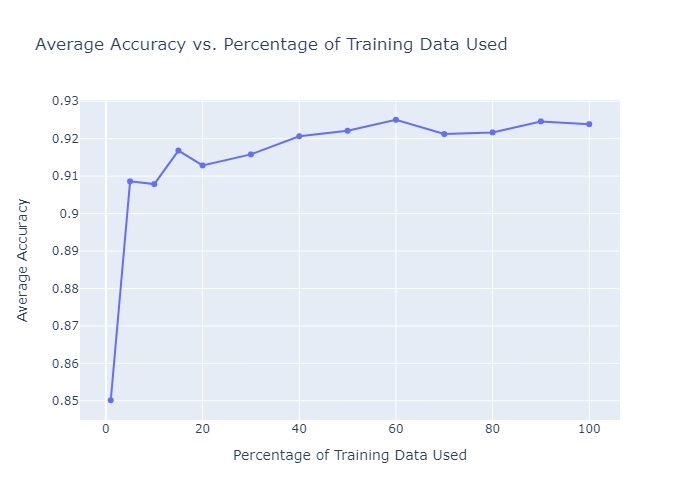 Average Accuracy vs. Percentage of Training Data Used
0.93
0.92
0.91
0.9
0.89
0.88
0.87
0.86
0.85
Average Accuracy
0 20 40 60 80 100
Percentage of Training Data Used